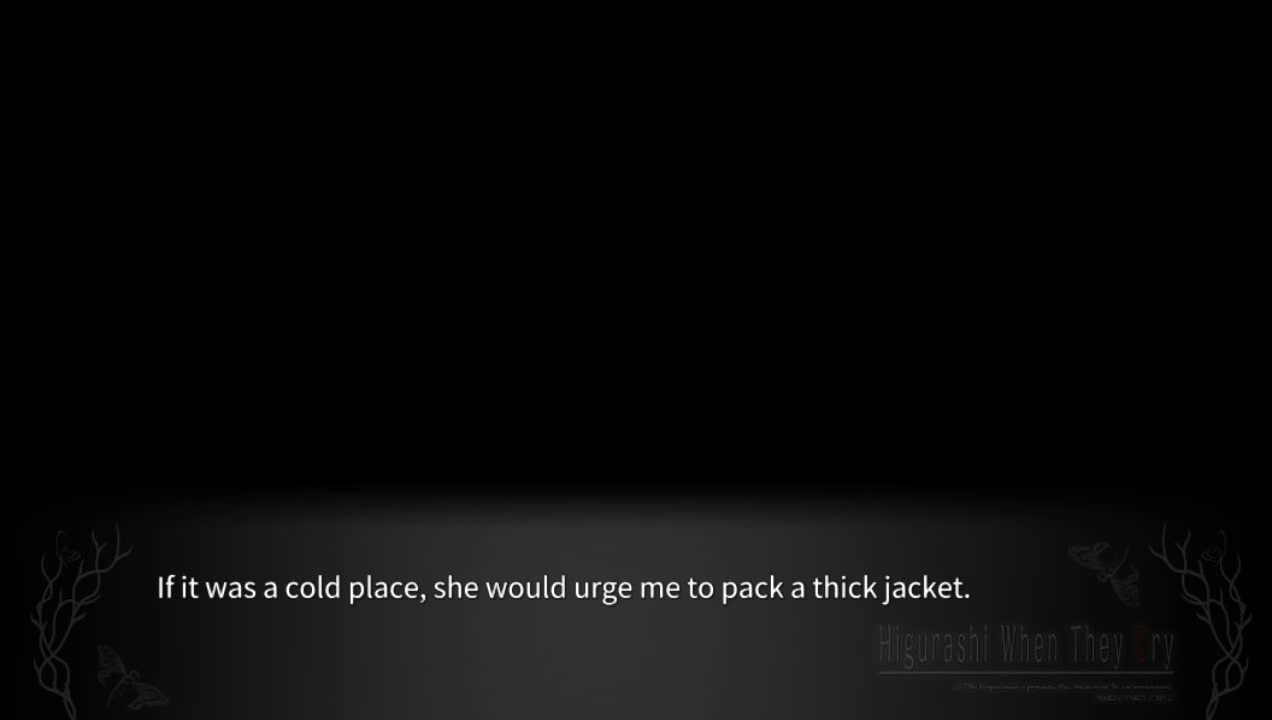 If it was a cold place, she would urge me to pack a thick jacket.
Higurashi When They Cry